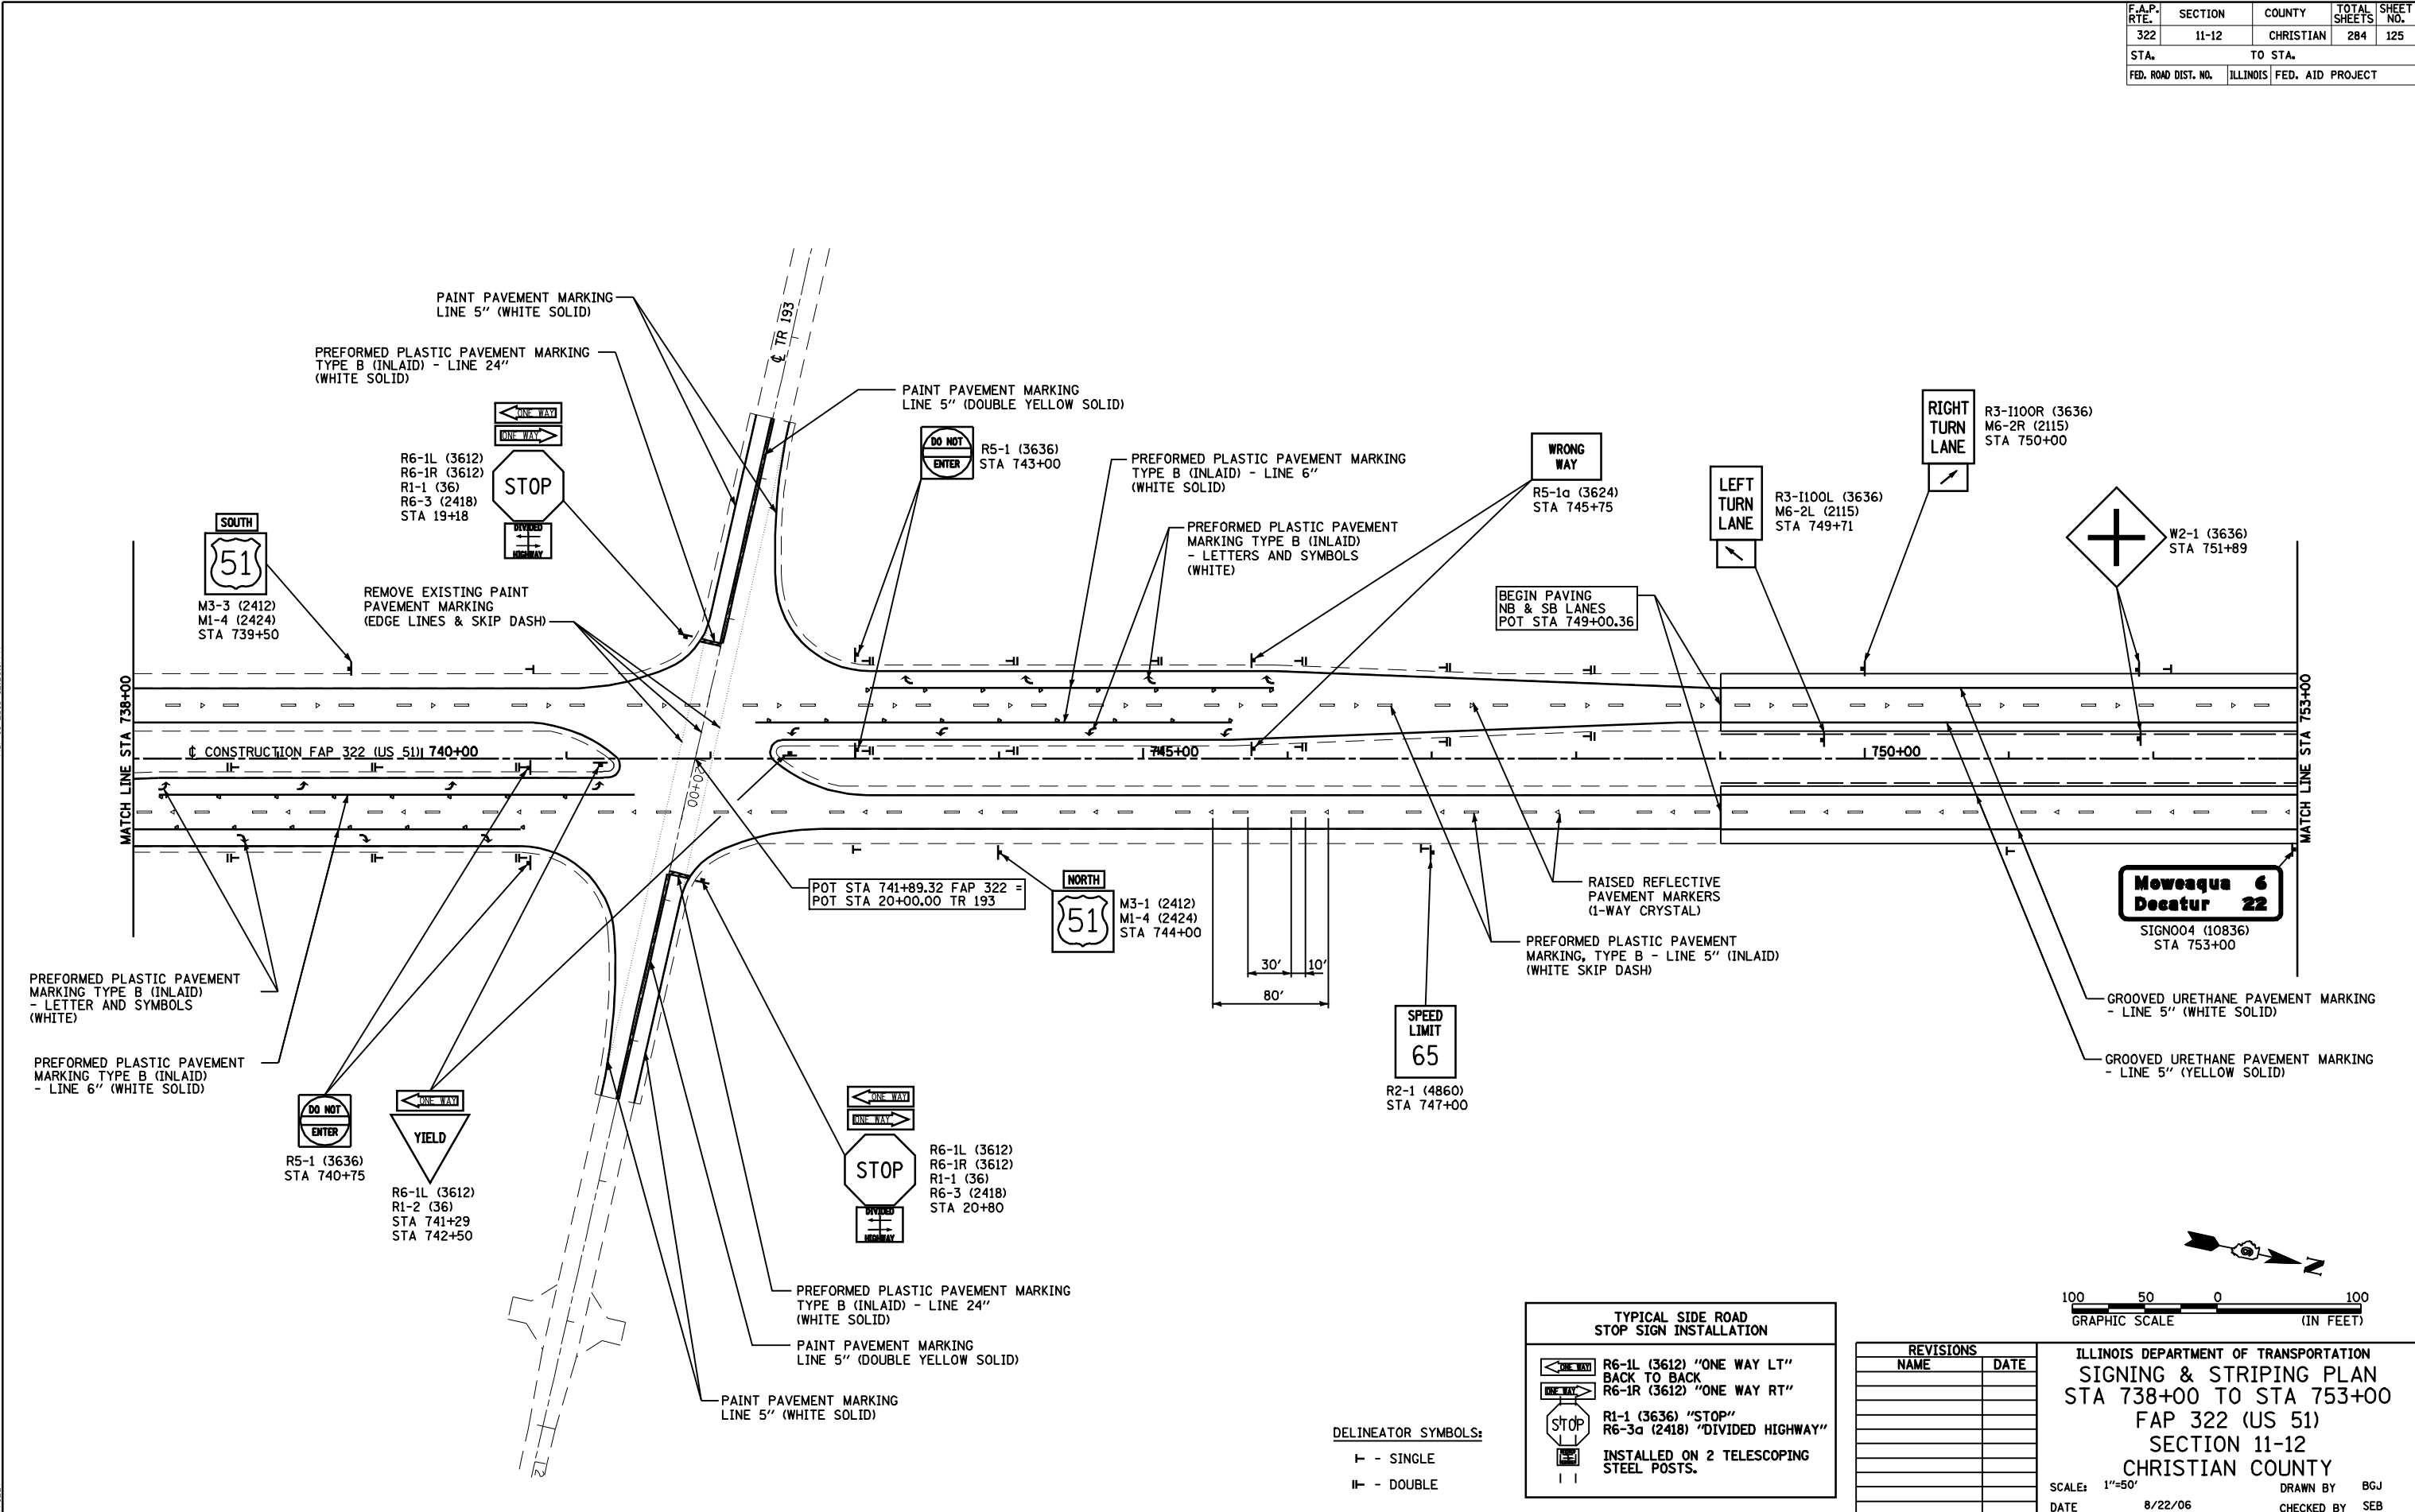 F.A.P. RTE. SECTION COUNTY TOTAL SHEETS SHEET NO.
322 11-12 CHRISTIAN 284 125
STA. TO STA.
FED. ROAD DIST. NO. ILLINOIS FED. AID PROJECT
PAINT PAVEMENT MARKING
LINE 5" (WHITE SOLID)
℄ TR 193
PREFORMED PLASTIC PAVEMENT MARKING
TYPE B (INLAID) - LINE 24"
(WHITE SOLID)
PAINT PAVEMENT MARKING
LINE 5" (DOUBLE YELLOW SOLID)
ONE WAY
ONE WAY
STOP
DIVIDED
HIGHWAY
R6-1L (3612)
R6-1R (3612)
R1-1 (36)
R6-3 (2418)
STA 19+18
DO NOT
ENTER
R5-1 (3636)
STA 743+00
PREFORMED PLASTIC PAVEMENT MARKING
TYPE B (INLAID) - LINE 6"
(WHITE SOLID)
WRONG
WAY
R5-1a (3624)
STA 745+75
RIGHT
TURN
LANE
R3-I100R (3636)
M6-2R (2115)
STA 750+00
LEFT
TURN
LANE
R3-I100L (3636)
M6-2L (2115)
STA 749+71
W2-1 (3636)
STA 751+89
SOUTH
51
M3-3 (2412)
M1-4 (2424)
STA 739+50
PREFORMED PLASTIC PAVEMENT
MARKING TYPE B (INLAID)
- LETTERS AND SYMBOLS
(WHITE)
REMOVE EXISTING PAINT
PAVEMENT MARKING
(EDGE LINES & SKIP DASH)
BEGIN PAVING
NB & SB LANES
POT STA 749+00.36
MATCH LINE STA 738+00
℄ CONSTRUCTION FAP 322 (US 51)
740+00
20+00
745+00
750+00
MATCH LINE STA 753+00
POT STA 741+89.32 FAP 322 =
POT STA 20+00.00 TR 193
NORTH
51
M3-1 (2412)
M1-4 (2424)
STA 744+00
30'
10'
80'
RAISED REFLECTIVE
PAVEMENT MARKERS
(1-WAY CRYSTAL)
PREFORMED PLASTIC PAVEMENT
MARKING, TYPE B - LINE 5" (INLAID)
(WHITE SKIP DASH)
Moweaqua 6
Decatur 22
SIGN004 (10836)
STA 753+00
GROOVED URETHANE PAVEMENT MARKING
- LINE 5" (WHITE SOLID)
GROOVED URETHANE PAVEMENT MARKING
- LINE 5" (YELLOW SOLID)
PREFORMED PLASTIC PAVEMENT
MARKING TYPE B (INLAID)
- LETTER AND SYMBOLS
(WHITE)
PREFORMED PLASTIC PAVEMENT
MARKING TYPE B (INLAID)
- LINE 6" (WHITE SOLID)
DO NOT
ENTER
R5-1 (3636)
STA 740+75
ONE WAY
YIELD
R6-1L (3612)
R1-2 (36)
STA 741+29
STA 742+50
ONE WAY
ONE WAY
STOP
DIVIDED
HIGHWAY
R6-1L (3612)
R6-1R (3612)
R1-1 (36)
R6-3 (2418)
STA 20+80
SPEED
LIMIT
65
R2-1 (4860)
STA 747+00
PREFORMED PLASTIC PAVEMENT MARKING
TYPE B (INLAID) - LINE 24"
(WHITE SOLID)
PAINT PAVEMENT MARKING
LINE 5" (DOUBLE YELLOW SOLID)
PAINT PAVEMENT MARKING
LINE 5" (WHITE SOLID)
DELINEATOR SYMBOLS:
- SINGLE
- DOUBLE
TYPICAL SIDE ROAD
STOP SIGN INSTALLATION
ONE WAY
R6-1L (3612) "ONE WAY LT"
BACK TO BACK
ONE WAY
R6-1R (3612) "ONE WAY RT"
STOP
R1-1 (3636) "STOP"
R6-3a (2418) "DIVIDED HIGHWAY"
INSTALLED ON 2 TELESCOPING
STEEL POSTS.
N
100 50 0 100
GRAPHIC SCALE (IN FEET)
REVISIONS
NAME DATE
ILLINOIS DEPARTMENT OF TRANSPORTATION
SIGNING & STRIPING PLAN
STA 738+00 TO STA 753+00
FAP 322 (US 51)
SECTION 11-12
CHRISTIAN COUNTY
SCALE: 1"=50' DRAWN BY BGJ
DATE 8/22/06 CHECKED BY SEB